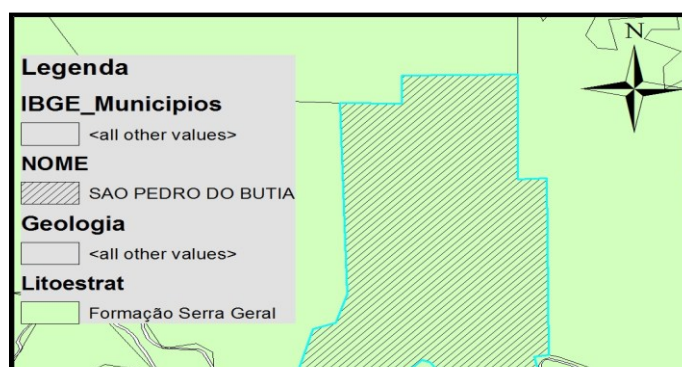 N
Legenda
IBGE_Municipios
<all other values>
NOME
SAO PEDRO DO BUTIA
Geologia
<all other values>
Litoestrat
Formação Serra Geral